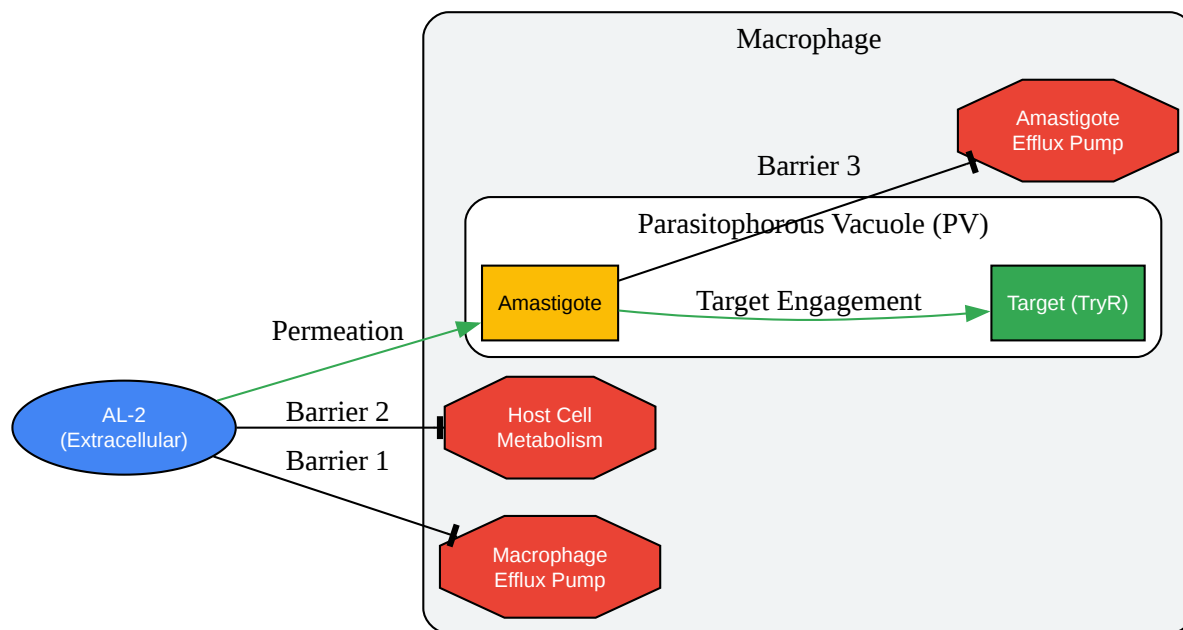 Macrophage
Amastigote
Efflux Pump
Barrier 3
Parasitophorous Vacuole (PV)
Amastigote
Target Engagement
Target (TryR)
Permeation
AL-2
(Extracellular)
Barrier 2
Host Cell
Metabolism
Barrier 1
Macrophage
Efflux Pump